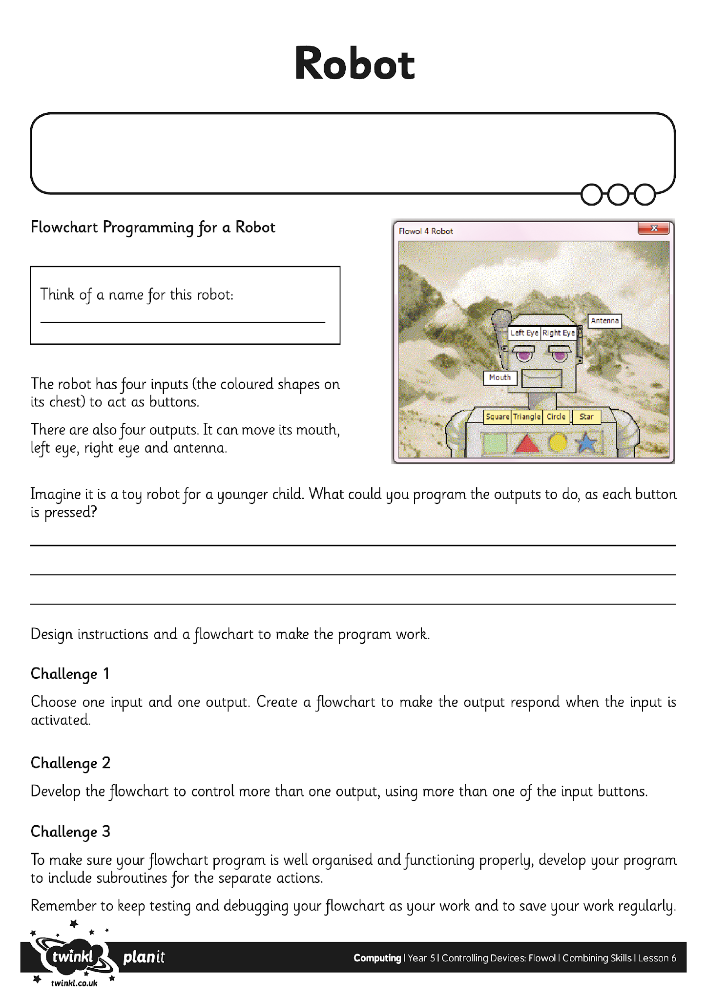 Robot
Flowchart Programming for a Robot
Think of a name for this robot:
The robot has four inputs (the coloured shapes on
its chest) to act as buttons.
There are also four outputs. It can move its mouth,
left eye, right eye and antenna.
Flowol 4 Robot
x
Antenna
Left Eye Right Eye
Mouth
Square Triangle Circle Star
Imagine it is a toy robot for a younger child. What could you program the outputs to do, as each button
is pressed?
Design instructions and a flowchart to make the program work.
Challenge 1
Choose one input and one output. Create a flowchart to make the output respond when the input is
activated.
Challenge 2
Develop the flowchart to control more than one output, using more than one of the input buttons.
Challenge 3
To make sure your flowchart program is well organised and functioning properly, develop your program
to include subroutines for the separate actions.
Remember to keep testing and debugging your flowchart as your work and to save your work regularly.
twinkl planit
twinkl.co.uk
Computing | Year 5 | Controlling Devices: Flowol | Combining Skills | Lesson 6